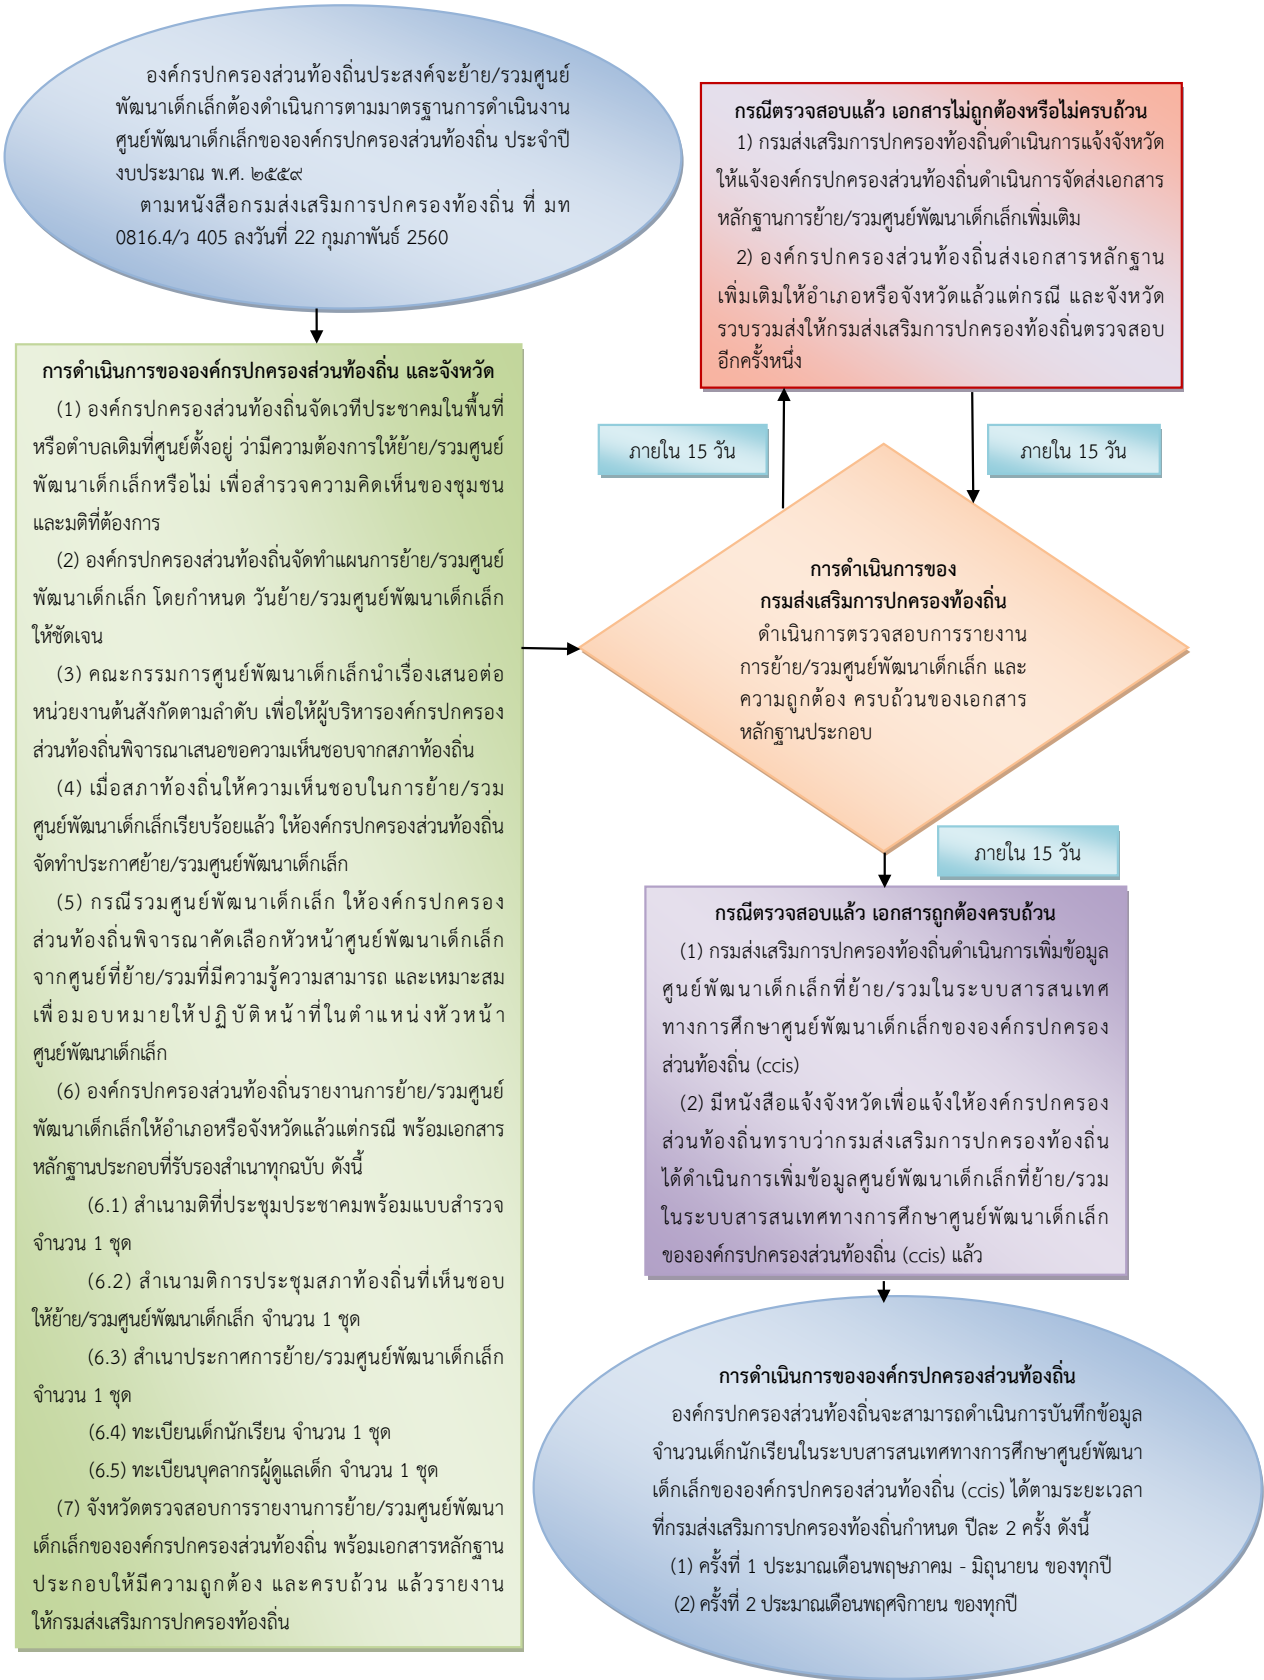 องค์กรปกครองส่วนท้องถิ่นประสงค์จะย้าย/รวมศูนย์
พัฒนาเด็กเล็กต้องดำเนินการตามมาตรฐานการดำเนินงาน
ศูนย์พัฒนาเด็กเล็กขององค์กรปกครองส่วนท้องถิ่น ประจำปี
งบประมาณ พ.ศ. ๒๕๕๙
ตามหนังสือกรมส่งเสริมการปกครองท้องถิ่น ที่ มท
0816.4/ว 405 ลงวันที่ 22 กุมภาพันธ์ 2560
การดำเนินการขององค์กรปกครองส่วนท้องถิ่น และจังหวัด
(1) องค์กรปกครองส่วนท้องถิ่นจัดเวทีประชาคมในพื้นที่
หรือตำบลเดิมที่ศูนย์ตั้งอยู่ ว่ามีความต้องการให้ย้าย/รวมศูนย์
พัฒนาเด็กเล็กหรือไม่ เพื่อสำรวจความคิดเห็นของชุมชน
และมติที่ต้องการ
(2) องค์กรปกครองส่วนท้องถิ่นจัดทำแผนการย้าย/รวมศูนย์
พัฒนาเด็กเล็ก โดยกำหนด วันย้าย/รวมศูนย์พัฒนาเด็กเล็ก
ให้ชัดเจน
(3) คณะกรรมการศูนย์พัฒนาเด็กเล็กนำเรื่องเสนอต่อ
หน่วยงานต้นสังกัดตามลำดับ เพื่อให้ผู้บริหารองค์กรปกครอง
ส่วนท้องถิ่นพิจารณาเสนอขอความเห็นชอบจากสภาท้องถิ่น
(4) เมื่อสภาท้องถิ่นให้ความเห็นชอบในการย้าย/รวม
ศูนย์พัฒนาเด็กเล็กเรียบร้อยแล้ว ให้องค์กรปกครองส่วนท้องถิ่น
จัดทำประกาศย้าย/รวมศูนย์พัฒนาเด็กเล็ก
(5) กรณีรวมศูนย์พัฒนาเด็กเล็ก ให้องค์กรปกครอง
ส่วนท้องถิ่นพิจารณาคัดเลือกหัวหน้าศูนย์พัฒนาเด็กเล็ก
จากศูนย์ที่ย้าย/รวมที่มีความรู้ความสามารถ และเหมาะสม
เพื่อมอบหมายให้ปฏิบัติหน้าที่ในตำแหน่งหัวหน้า
ศูนย์พัฒนาเด็กเล็ก
(6) องค์กรปกครองส่วนท้องถิ่นรายงานการย้าย/รวมศูนย์
พัฒนาเด็กเล็กให้อำเภอหรือจังหวัดแล้วแต่กรณี พร้อมเอกสาร
หลักฐานประกอบที่รับรองสำเนาทุกฉบับ ดังนี้
(6.1) สำเนามติที่ประชุมประชาคมพร้อมแบบสำรวจ
จำนวน 1 ชุด
(6.2) สำเนามติการประชุมสภาท้องถิ่นที่เห็นชอบ
ให้ย้าย/รวมศูนย์พัฒนาเด็กเล็ก จำนวน 1 ชุด
(6.3) สำเนาประกาศการย้าย/รวมศูนย์พัฒนาเด็กเล็ก
จำนวน 1 ชุด
(6.4) ทะเบียนเด็กนักเรียน จำนวน 1 ชุด
(6.5) ทะเบียนบุคลากรผู้ดูแลเด็ก จำนวน 1 ชุด
(7) จังหวัดตรวจสอบการรายงานการย้าย/รวมศูนย์พัฒนา
เด็กเล็กขององค์กรปกครองส่วนท้องถิ่น พร้อมเอกสารหลักฐาน
ประกอบให้มีความถูกต้อง และครบถ้วน แล้วรายงาน
ให้กรมส่งเสริมการปกครองท้องถิ่น
กรณีตรวจสอบแล้ว เอกสารไม่ถูกต้องหรือไม่ครบถ้วน
1) กรมส่งเสริมการปกครองท้องถิ่นดำเนินการแจ้งจังหวัด
ให้แจ้งองค์กรปกครองส่วนท้องถิ่นดำเนินการจัดส่งเอกสาร
หลักฐานการย้าย/รวมศูนย์พัฒนาเด็กเล็กเพิ่มเติม
2) องค์กรปกครองส่วนท้องถิ่นส่งเอกสารหลักฐาน
เพิ่มเติมให้อำเภอหรือจังหวัดแล้วแต่กรณี และจังหวัด
รวบรวมส่งให้กรมส่งเสริมการปกครองท้องถิ่นตรวจสอบ
อีกครั้งหนึ่ง
ภายใน 15 วัน
ภายใน 15 วัน
การดำเนินการของ
กรมส่งเสริมการปกครองท้องถิ่น
ดำเนินการตรวจสอบการรายงาน
การย้าย/รวมศูนย์พัฒนาเด็กเล็ก และ
ความถูกต้อง ครบถ้วนของเอกสาร
หลักฐานประกอบ
ภายใน 15 วัน
กรณีตรวจสอบแล้ว เอกสารถูกต้องครบถ้วน
(1) กรมส่งเสริมการปกครองท้องถิ่นดำเนินการเพิ่มข้อมูล
ศูนย์พัฒนาเด็กเล็กที่ย้าย/รวมในระบบสารสนเทศ
ทางการศึกษาศูนย์พัฒนาเด็กเล็กขององค์กรปกครอง
ส่วนท้องถิ่น (ccis)
(2) มีหนังสือแจ้งจังหวัดเพื่อแจ้งให้องค์กรปกครอง
ส่วนท้องถิ่นทราบว่ากรมส่งเสริมการปกครองท้องถิ่น
ได้ดำเนินการเพิ่มข้อมูลศูนย์พัฒนาเด็กเล็กที่ย้าย/รวม
ในระบบสารสนเทศทางการศึกษาศูนย์พัฒนาเด็กเล็ก
ขององค์กรปกครองส่วนท้องถิ่น (ccis) แล้ว
การดำเนินการขององค์กรปกครองส่วนท้องถิ่น
องค์กรปกครองส่วนท้องถิ่นจะสามารถดำเนินการบันทึกข้อมูล
จำนวนเด็กนักเรียนในระบบสารสนเทศทางการศึกษาศูนย์พัฒนา
เด็กเล็กขององค์กรปกครองส่วนท้องถิ่น (ccis) ได้ตามระยะเวลา
ที่กรมส่งเสริมการปกครองท้องถิ่นกำหนด ปีละ 2 ครั้ง ดังนี้
(1) ครั้งที่ 1 ประมาณเดือนพฤษภาคม - มิถุนายน ของทุกปี
(2) ครั้งที่ 2 ประมาณเดือนพฤศจิกายน ของทุกปี